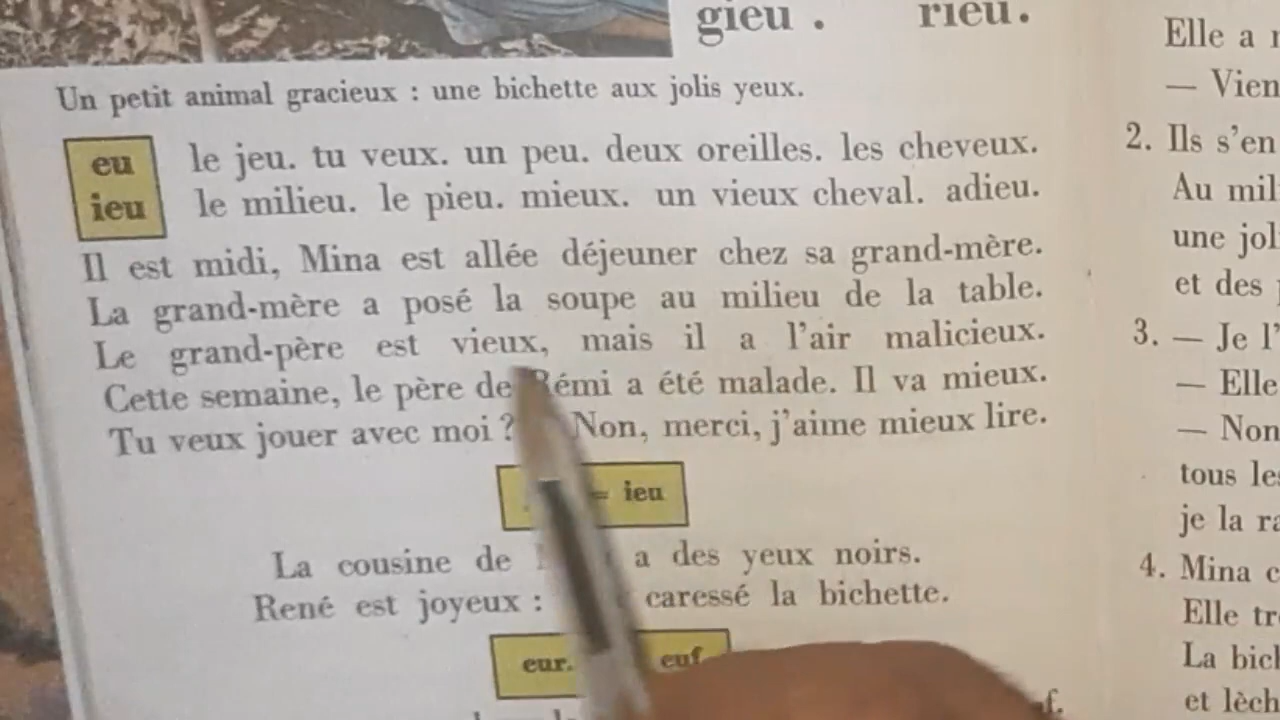 gieu . rieu.
Un petit animal gracieux : une bichette aux jolis yeux.
eu le jeu. tu veux. un peu. deux oreilles. les cheveux.
ieu le milieu. le pieu. mieux. un vieux cheval. adieu.
Il est midi, Mina est allée déjeuner chez sa grand-mère.
La grand-mère a posé la soupe au milieu de la table.
Le grand-père est vieux, mais il a l'air malicieux.
Cette semaine, le père de Rémi a été malade. Il va mieux.
Tu veux jouer avec moi ? Non, merci, j'aime mieux lire.
= ieu
La cousine de a des yeux noirs.
René est joyeux : caressé la bichette.
eur. euf
Elle a
— Vien
2. Ils s'en
Au mil
une jol
et des
3. — Je l'
— Elle
— Non
tous les
je la ra
4. Mina c
Elle tr
La bich
et lèch